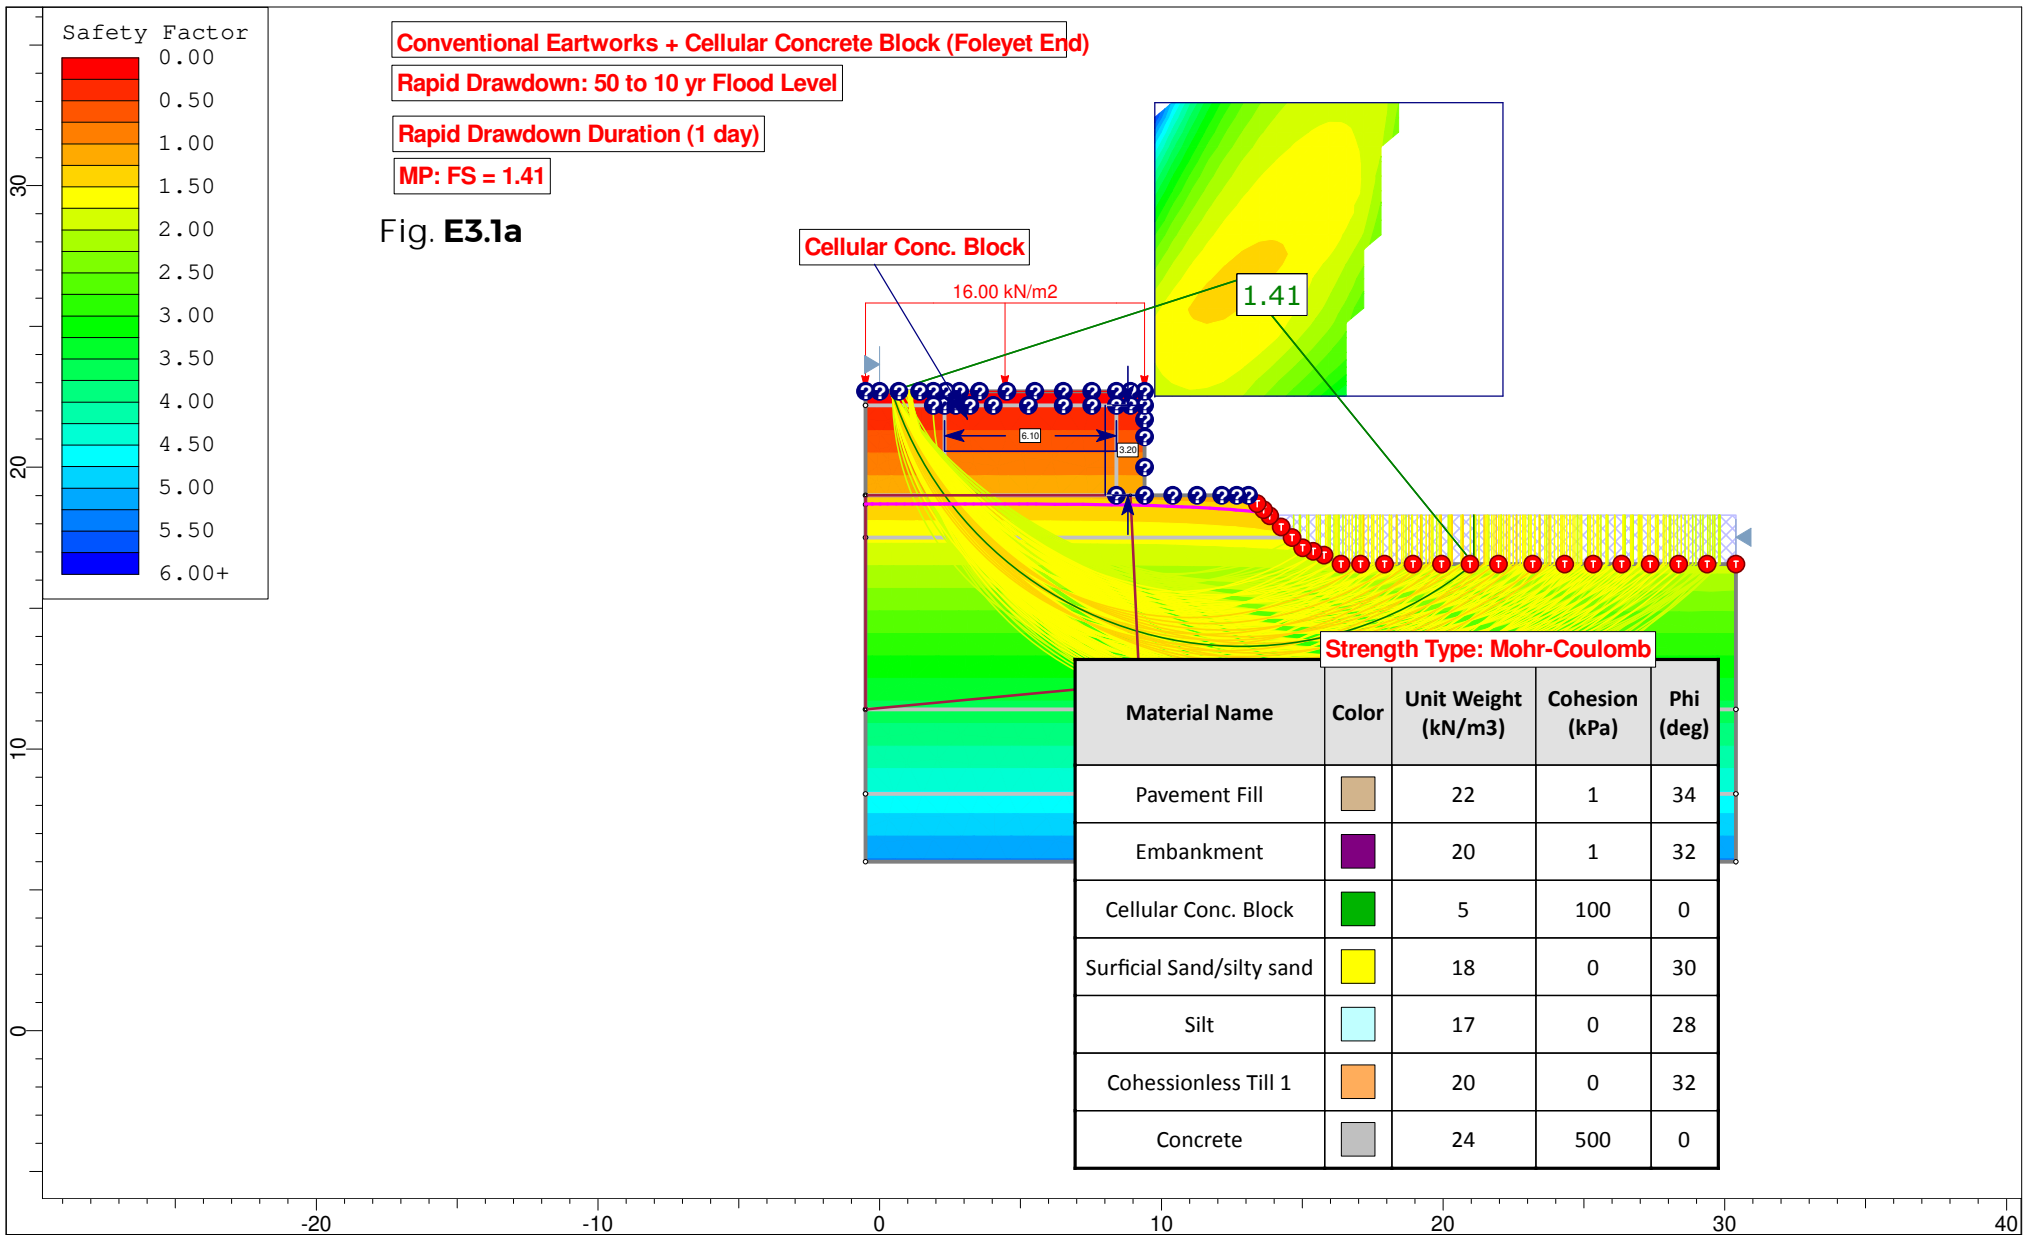 Safety Factor
0.00
0.50
1.00
1.50
2.00
2.50
3.00
3.50
4.00
4.50
5.00
5.50
6.00+
Conventional Eartworks + Cellular Concrete Block (Foleyet End)
Rapid Drawdown: 50 to 10 yr Flood Level
Rapid Drawdown Duration (1 day)
MP: FS = 1.41
Fig. E3.1a
Cellular Conc. Block
16.00 kN/m2
1.41
6.10
3.20
Strength Type: Mohr-Coulomb
Material Name Color Unit Weight (kN/m3) Cohesion (kPa) Phi (deg)
Pavement Fill 22 1 34
Embankment 20 1 32
Cellular Conc. Block 5 100 0
Surficial Sand/silty sand 18 0 30
Silt 17 0 28
Cohessionless Till 1 20 0 32
Concrete 24 500 0
30
20
10
0
-20 -10 0 10 20 30 40